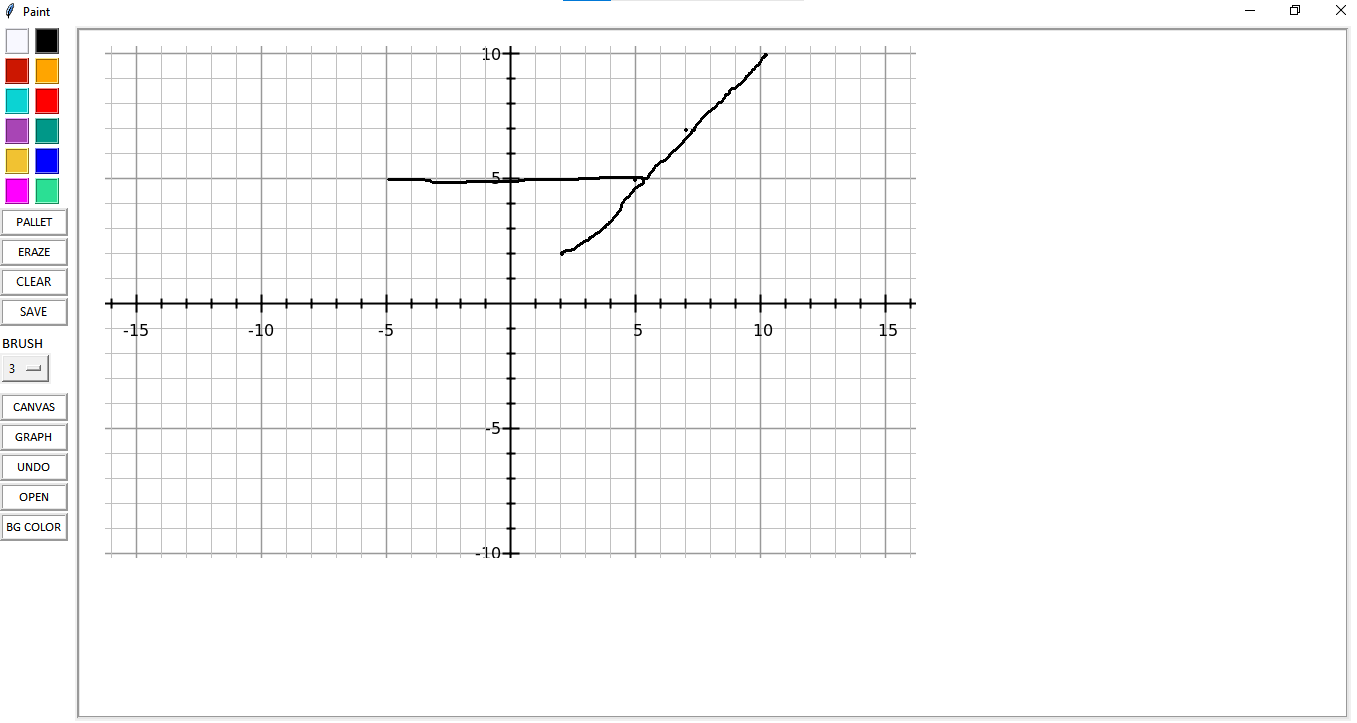 Paint
PALLET
ERAZE
CLEAR
SAVE
BRUSH
3
CANVAS
GRAPH
UNDO
OPEN
BG COLOR
10
5
-15 -10 -5 5 10 15
-5
-10